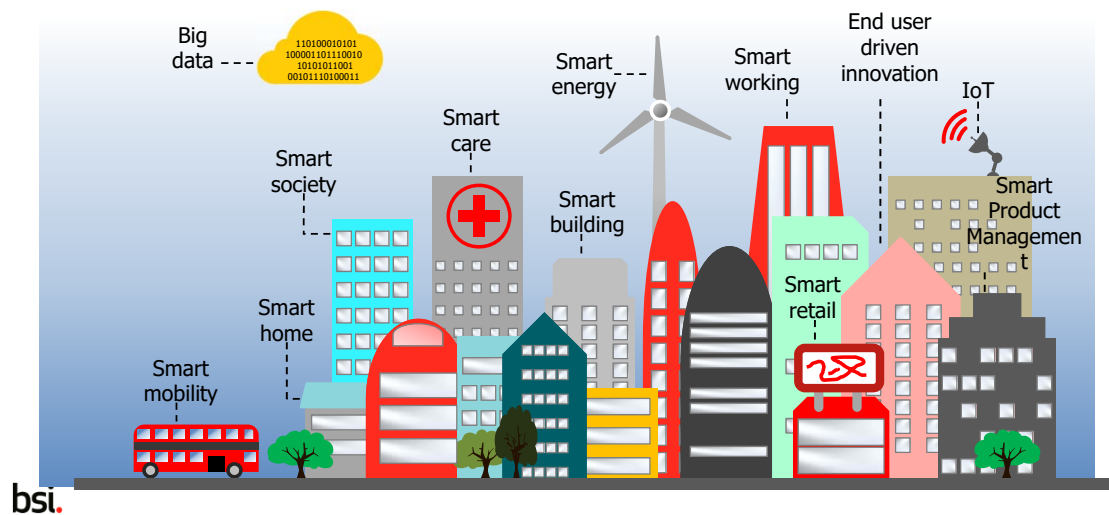 Big
data
110100010101
100001101110010
10101011001
00101110100011
Smart
energy
Smart
working
End user
driven
innovation
IoT
Smart
care
Smart
society
Smart
building
Smart
Product
Managemen
t
Smart
home
Smart
retail
Smart
mobility
bsi.